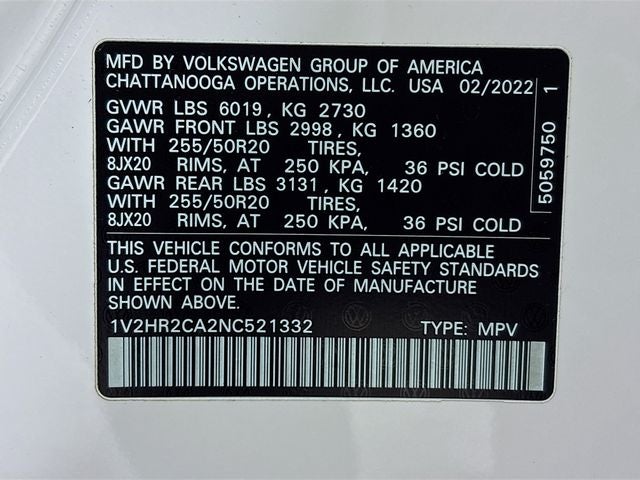 MFD BY VOLKSWAGEN GROUP OF AMERICA
CHATTANOOGA OPERATIONS, LLC. USA 02/2022
GVWR LBS 6019, KG 2730
GAWR FRONT LBS 2998, KG 1360
WITH 255/50R20 TIRES,
8JX20 RIMS, AT 250 KPA, 36 PSI COLD
GAWR REAR LBS 3131, KG 1420
WITH 255/50R20 TIRES,
8JX20 RIMS, AT 250 KPA, 36 PSI COLD
THIS VEHICLE CONFORMS TO ALL APPLICABLE
U.S. FEDERAL MOTOR VEHICLE SAFETY STANDARDS
IN EFFECT ON THE DATE OF MANUFACTURE
SHOWN ABOVE
1V2HR2CA2NC521332 TYPE: MPV
5059750 1